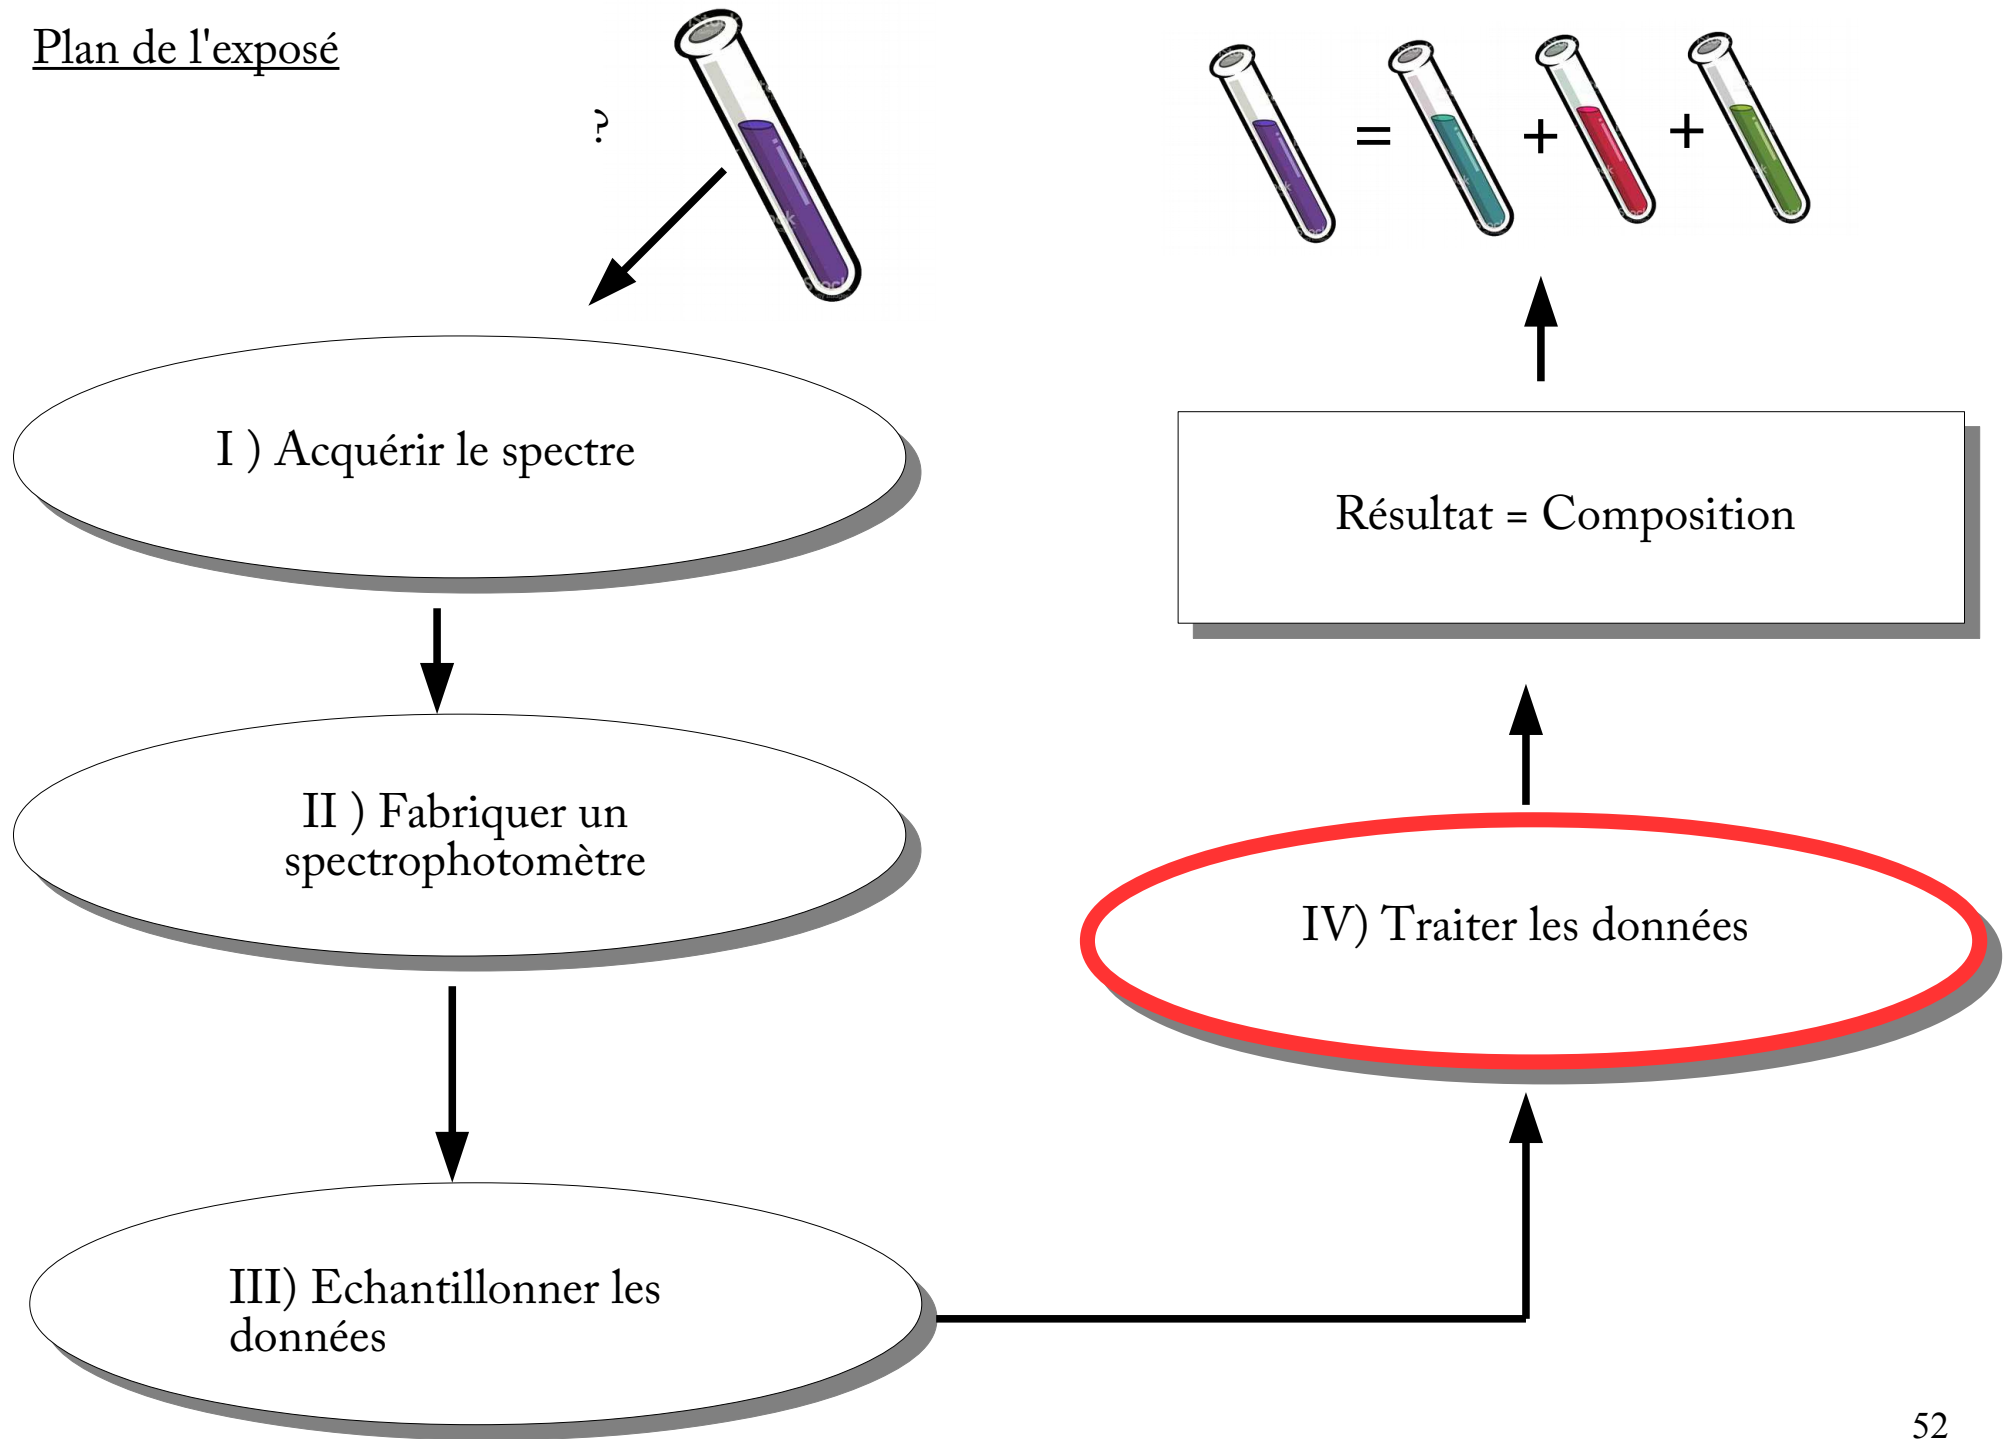 Plan de l'exposé
?
= + +
I ) Acquérir le spectre
Résultat = Composition
II ) Fabriquer un
spectrophotomètre
IV) Traiter les données
III) Echantillonner les
données
52